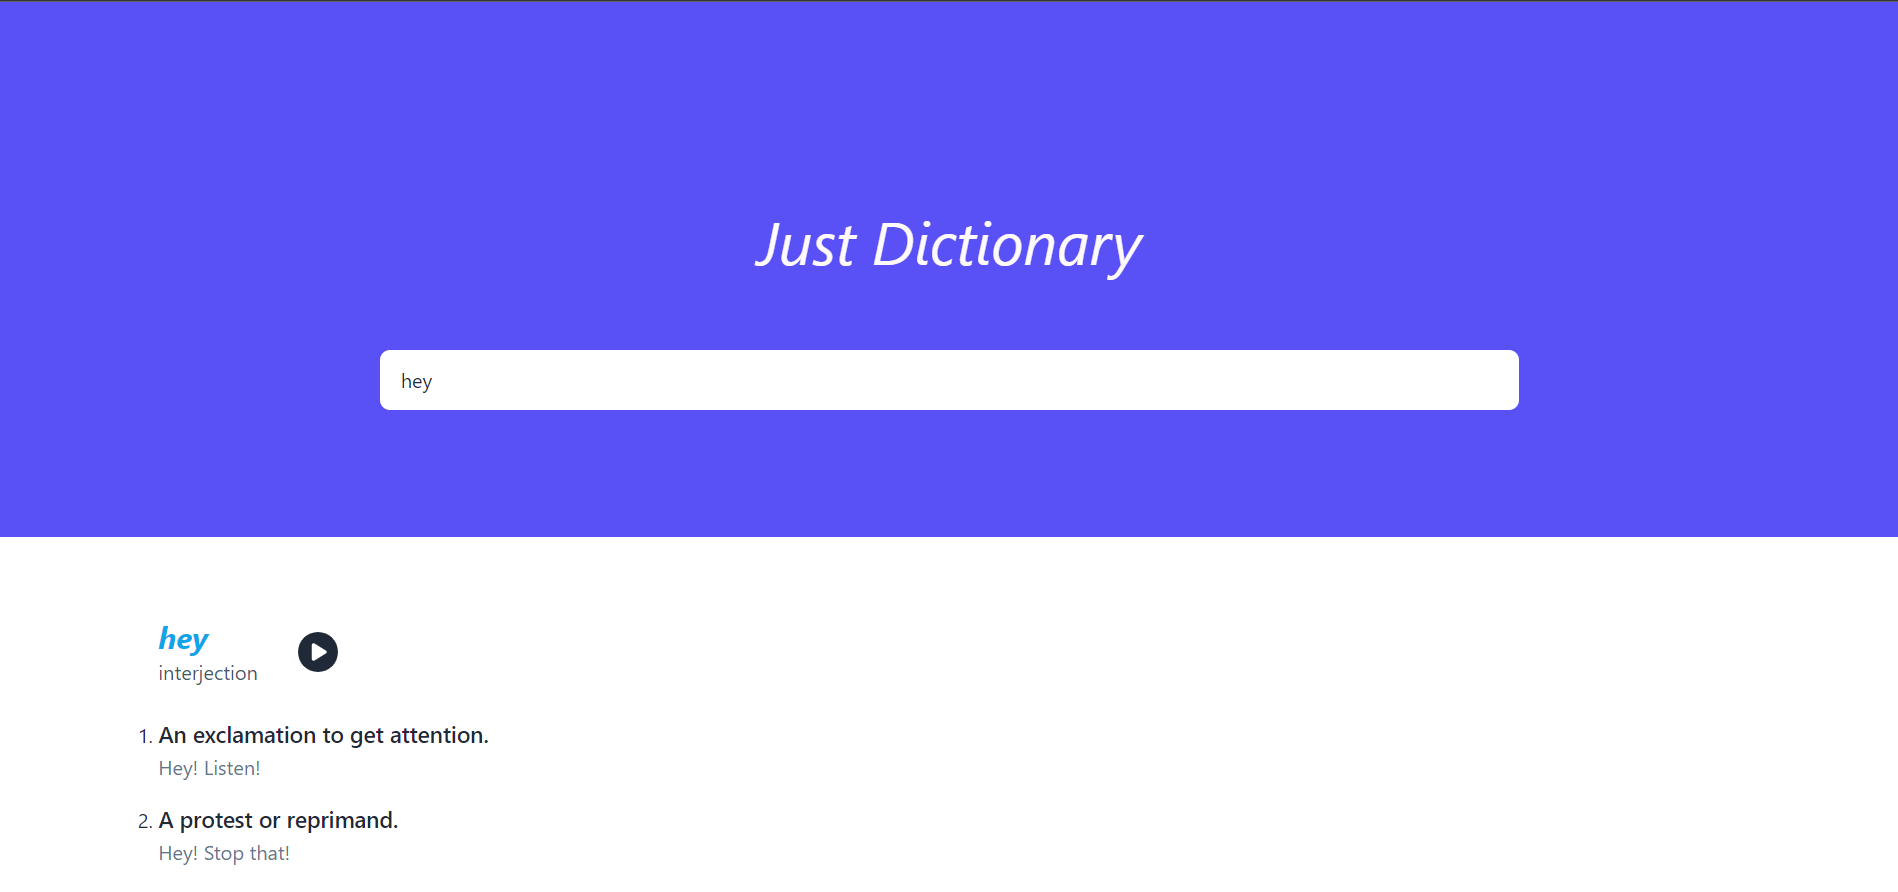 Just Dictionary
hey
hey
interjection
1. An exclamation to get attention.
Hey! Listen!
2. A protest or reprimand.
Hey! Stop that!